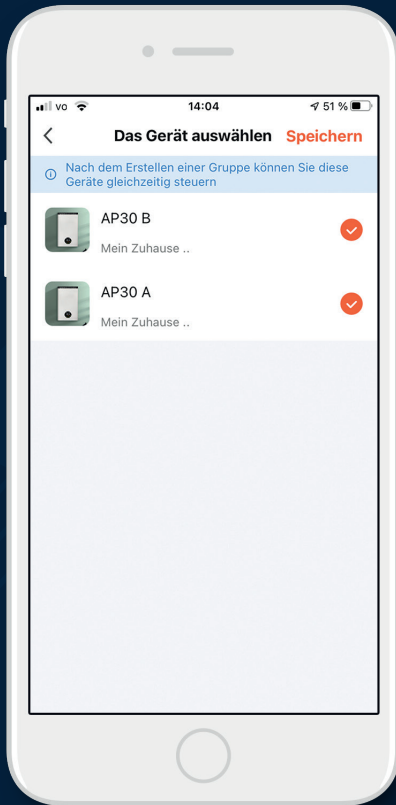 vo
14:04
51 %
Das Gerät auswählen
Speichern
Nach dem Erstellen einer Gruppe können Sie diese
Geräte gleichzeitig steuern
AP30 B
Mein Zuhause ..
AP30 A
Mein Zuhause ..